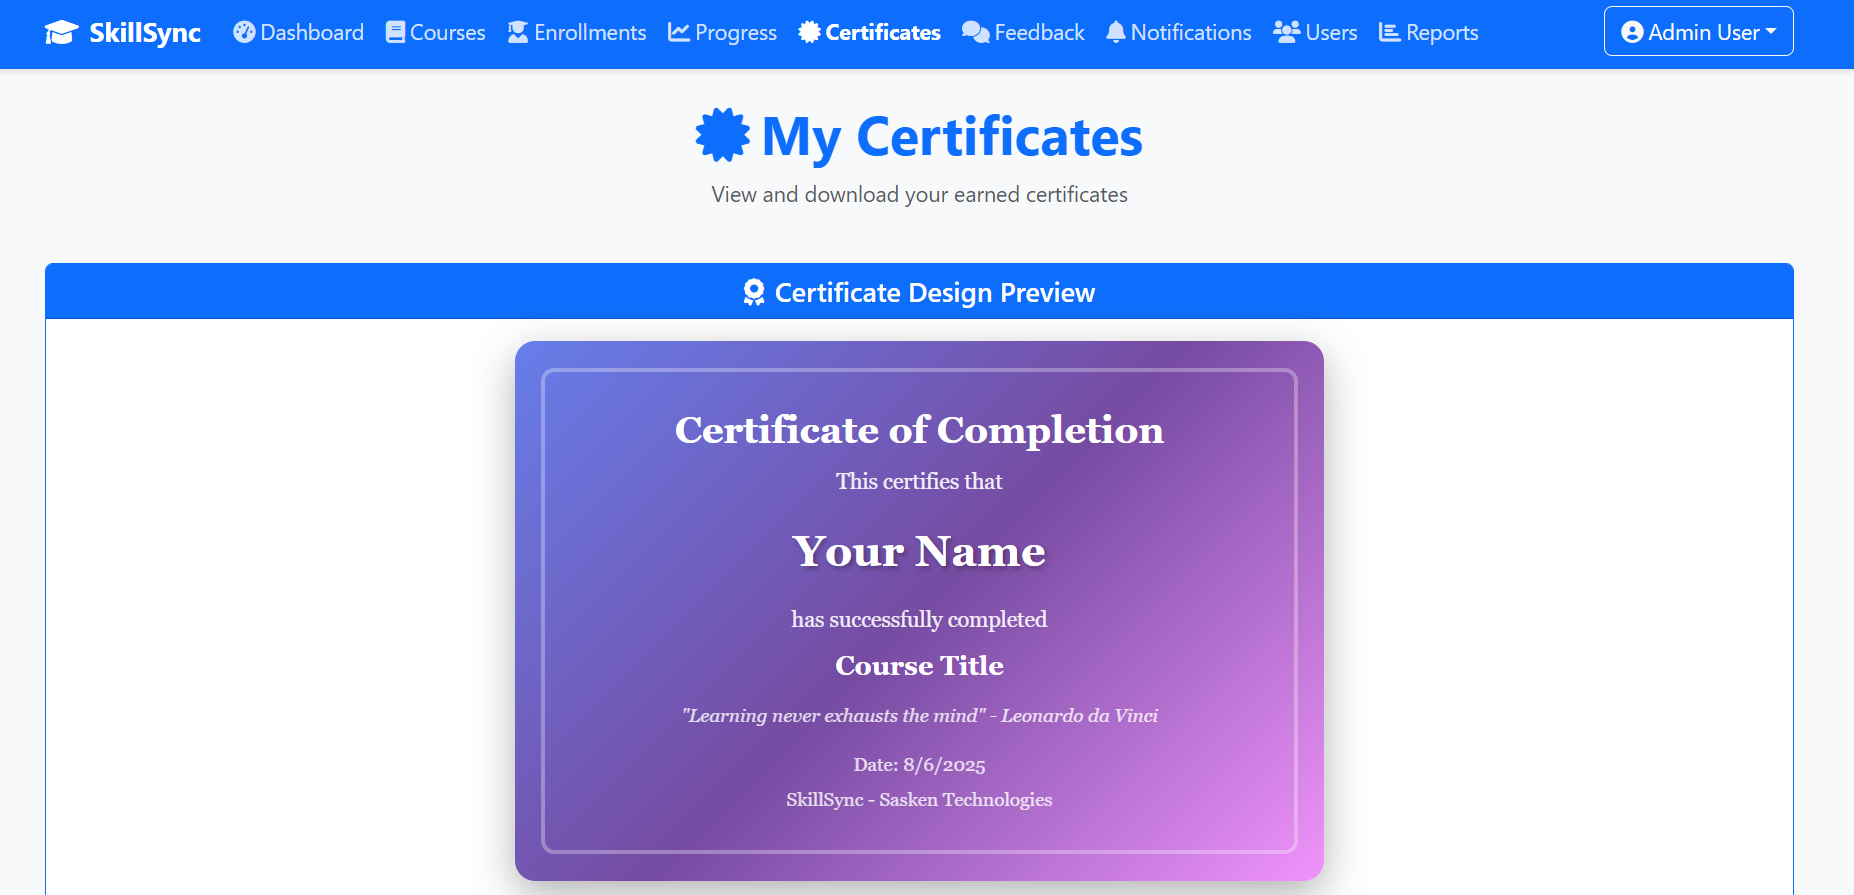 SkillSync Dashboard Courses Enrollments Progress Certificates Feedback Notifications Users Reports Admin User
My Certificates
View and download your earned certificates
Certificate Design Preview
Certificate of Completion
This certifies that
Your Name
has successfully completed
Course Title
"Learning never exhausts the mind" - Leonardo da Vinci
Date: 8/6/2025
SkillSync - Sasken Technologies